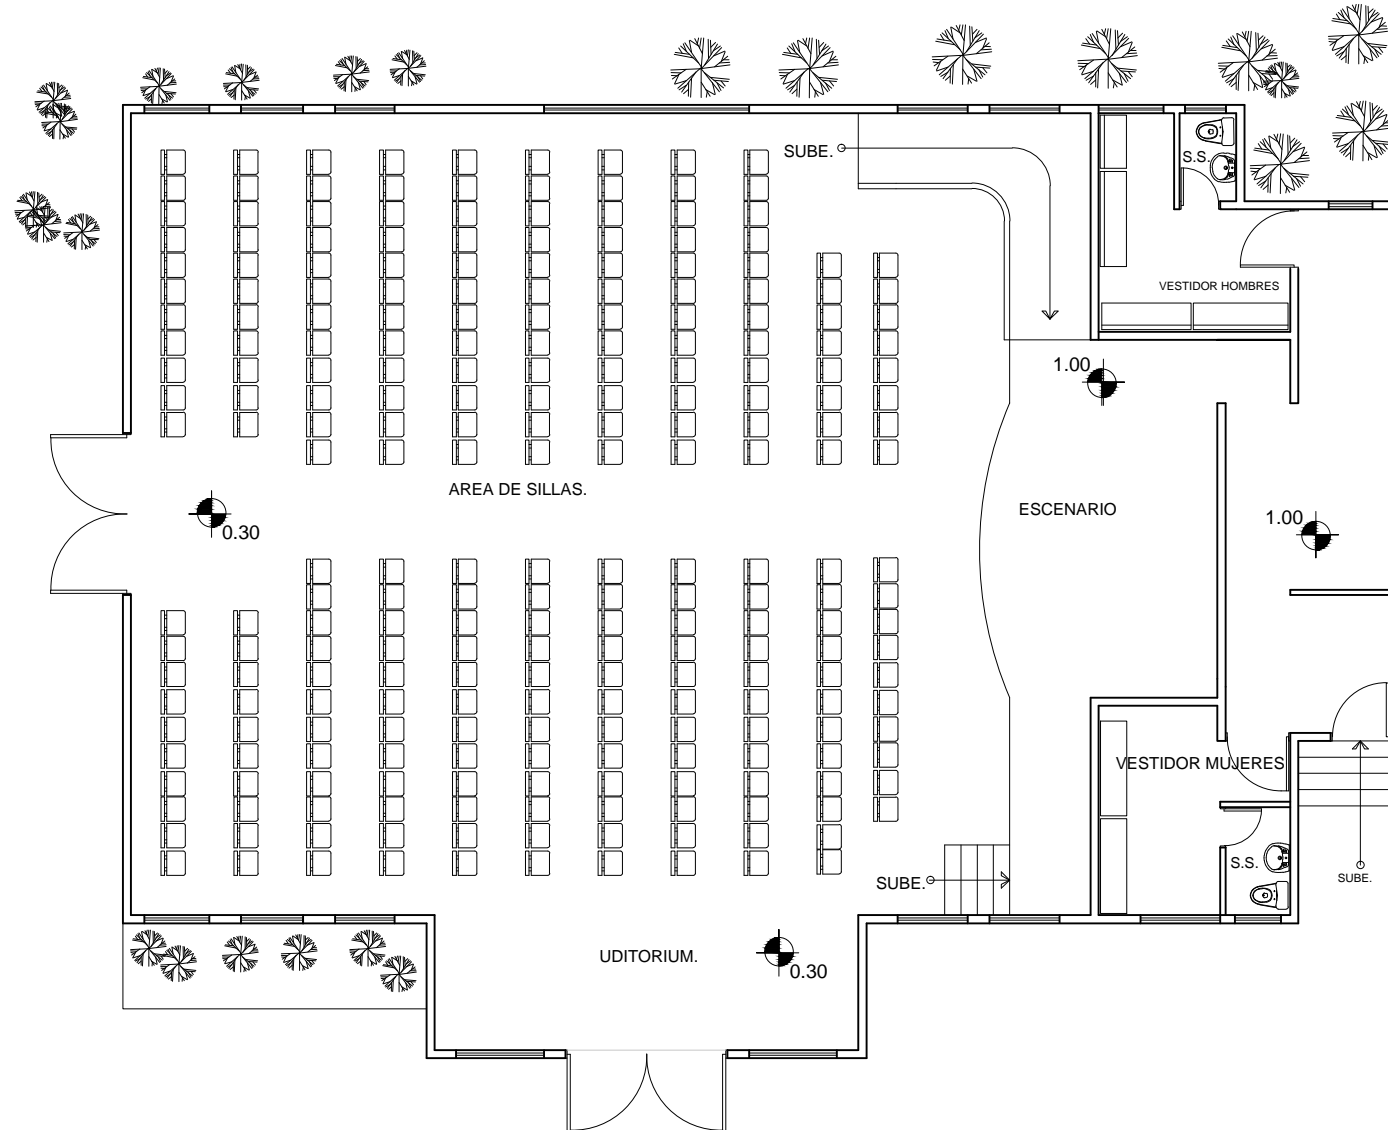 SUBE.
S.S.
VESTIDOR HOMBRES
1.00
AREA DE SILLAS.
ESCENARIO
1.00
0.30
VESTIDOR MUJERES
S.S.
SUBE.
SUBE.
UDITORIUM.
0.30